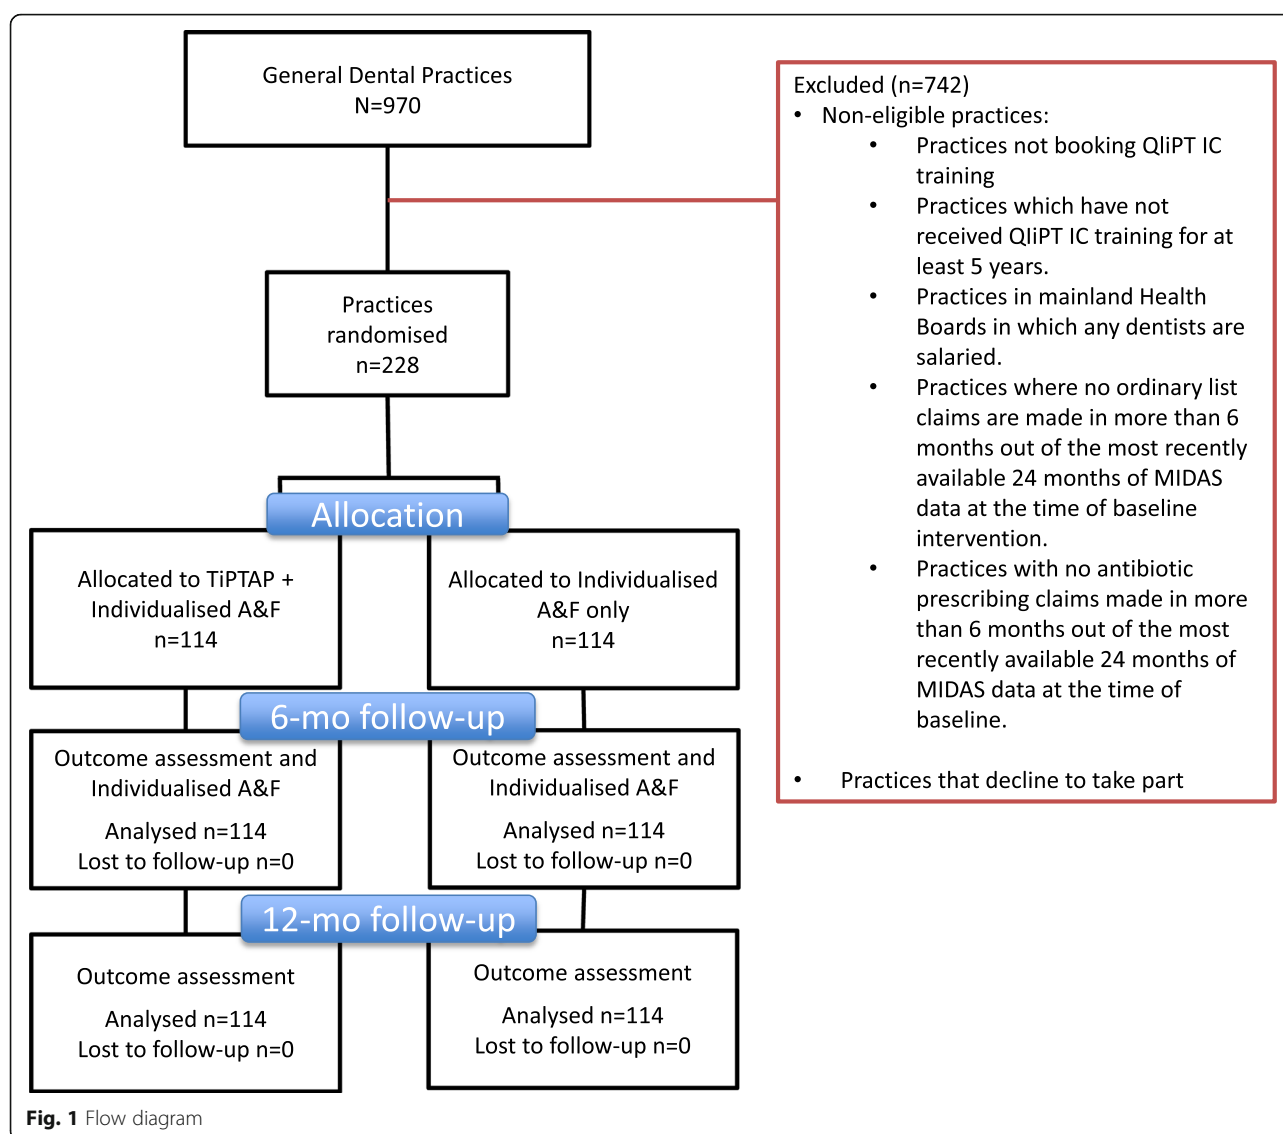 General Dental Practices
N=970
Excluded (n=742)
• Non-eligible practices:
• Practices not booking QliPT IC
training
• Practices which have not
received QliPT IC training for at
least 5 years.
• Practices in mainland Health
Boards in which any dentists are
salaried.
• Practices where no ordinary list
claims are made in more than 6
months out of the most recently
available 24 months of MIDAS
data at the time of baseline
intervention.
• Practices with no antibiotic
prescribing claims made in more
than 6 months out of the most
recently available 24 months of
MIDAS data at the time of
baseline.
• Practices that decline to take part
Practices
randomised
n=228
Allocation
Allocated to TiPTAP +
Individualised A&F
n=114
Allocated to Individualised
A&F only
n=114
6-mo follow-up
Outcome assessment and
Individualised A&F
Analysed n=114
Lost to follow-up n=0
Outcome assessment and
Individualised A&F
Analysed n=114
Lost to follow-up n=0
12-mo follow-up
Outcome assessment
Analysed n=114
Lost to follow-up n=0
Outcome assessment
Analysed n=114
Lost to follow-up n=0
Fig. 1 Flow diagram